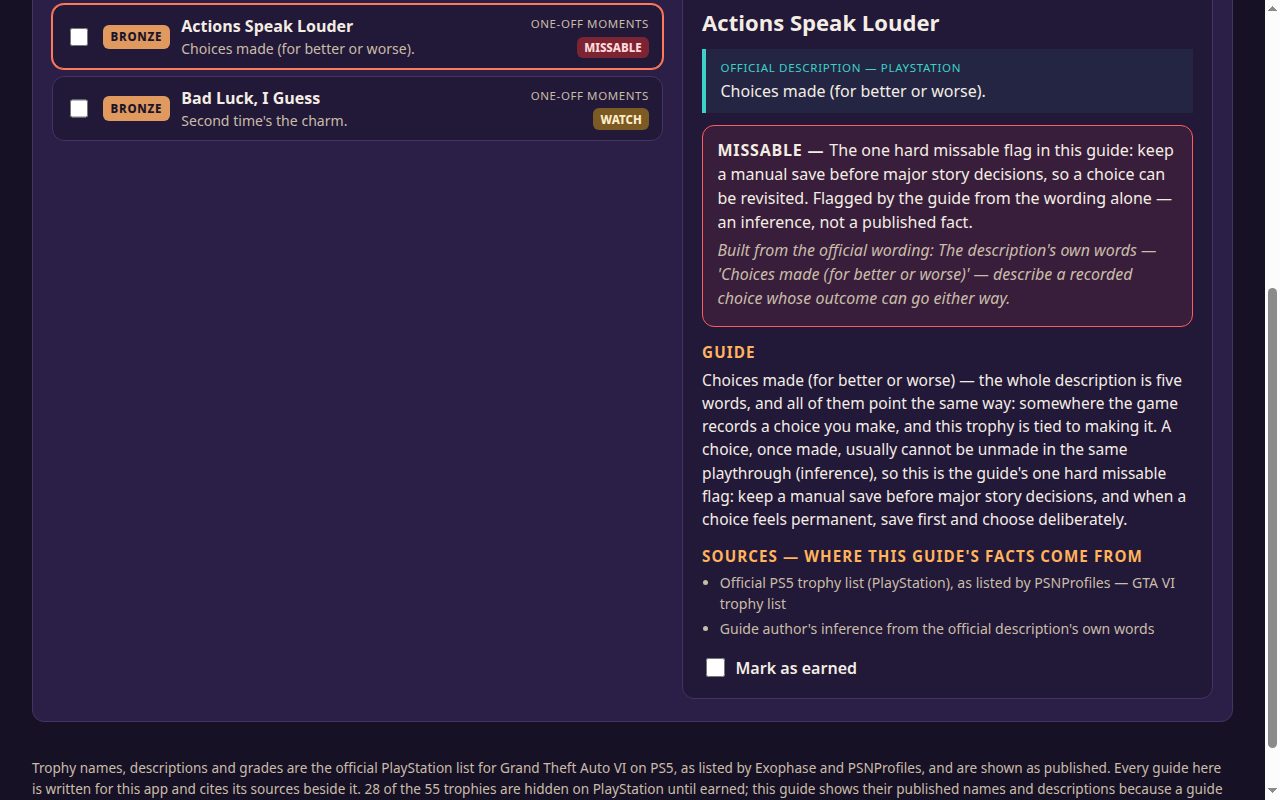 BRONZE
Actions Speak Louder
Choices made (for better or worse).
ONE-OFF MOMENTS
MISSABLE
BRONZE
Bad Luck, I Guess
Second time's the charm.
ONE-OFF MOMENTS
WATCH
Actions Speak Louder
OFFICIAL DESCRIPTION — PLAYSTATION
Choices made (for better or worse).
MISSABLE — The one hard missable flag in this guide: keep
a manual save before major story decisions, so a choice can
be revisited. Flagged by the guide from the wording alone —
an inference, not a published fact.
Built from the official wording: The description's own words —
'Choices made (for better or worse)' — describe a recorded
choice whose outcome can go either way.
GUIDE
Choices made (for better or worse) — the whole description is five
words, and all of them point the same way: somewhere the game
records a choice you make, and this trophy is tied to making it. A
choice, once made, usually cannot be unmade in the same
playthrough (inference), so this is the guide's one hard missable
flag: keep a manual save before major story decisions, and when a
choice feels permanent, save first and choose deliberately.
SOURCES — WHERE THIS GUIDE'S FACTS COME FROM
• Official PS5 trophy list (PlayStation), as listed by PSNProfiles — GTA VI
trophy list
• Guide author's inference from the official description's own words
Mark as earned
Trophy names, descriptions and grades are the official PlayStation list for Grand Theft Auto VI on PS5, as listed by Exophase and PSNProfiles, and are shown as published. Every guide here
is written for this app and cites its sources beside it. 28 of the 55 trophies are hidden on PlayStation until earned; this guide shows their published names and descriptions because a guide